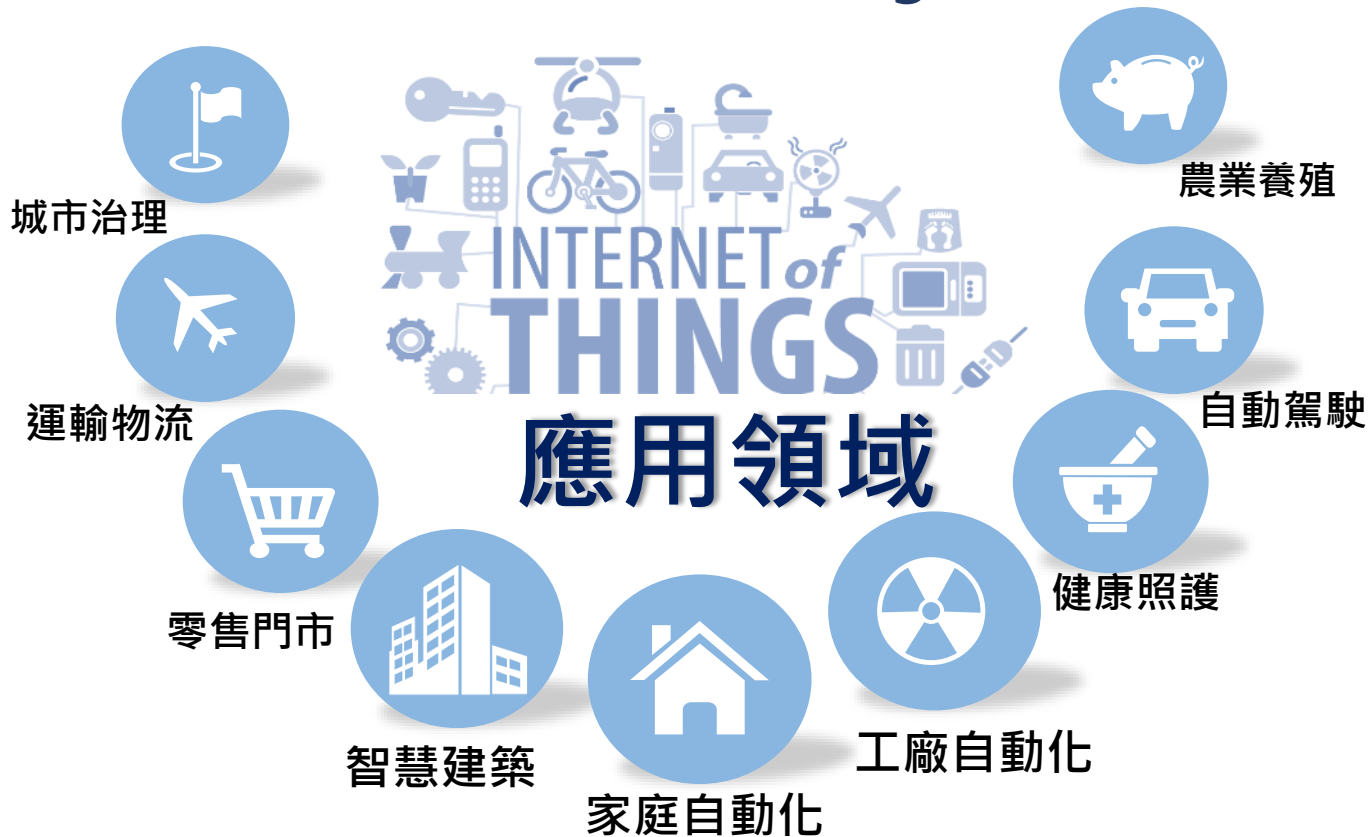 城市治理
農業養殖
INTERNET of
THINGS
運輸物流
自動駕駛
應用領域
零售門市
健康照護
智慧建築
工廠自動化
家庭自動化